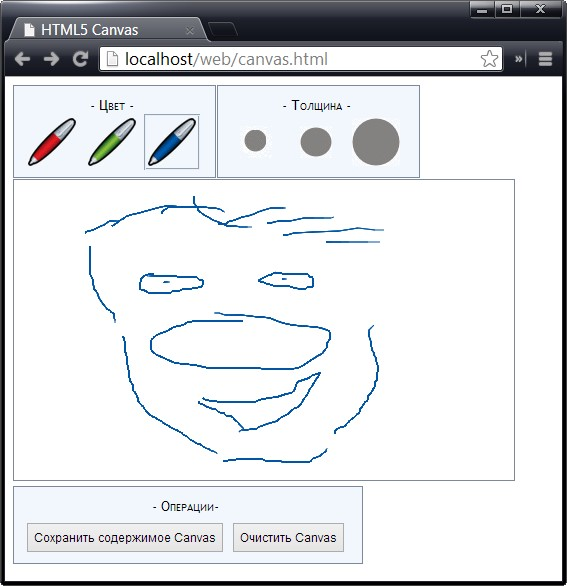 HTML5 Canvas
localhost/web/canvas.html
- Цвет -
- Толщина -
- Операции-
Сохранить содержимое Canvas
Очистить Canvas